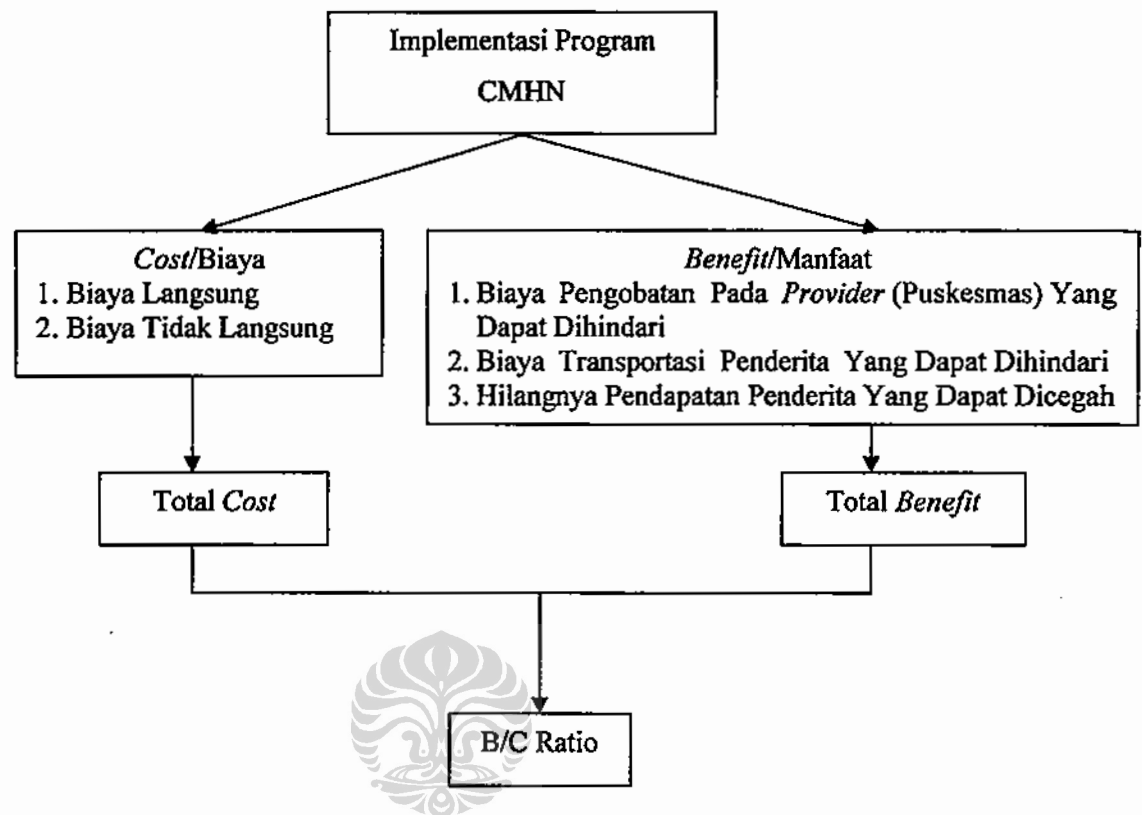 Implementasi Program
CMHN
Cost/Biaya
1. Biaya Langsung
2. Biaya Tidak Langsung
Benefit/Manfaat
1. Biaya Pengobatan Pada Provider (Puskesmas) Yang
Dapat Dihindari
2. Biaya Transportasi Penderita Yang Dapat Dihindari
3. Hilangnya Pendapatan Penderita Yang Dapat Dicegah
Total Cost
Total Benefit
B/C Ratio